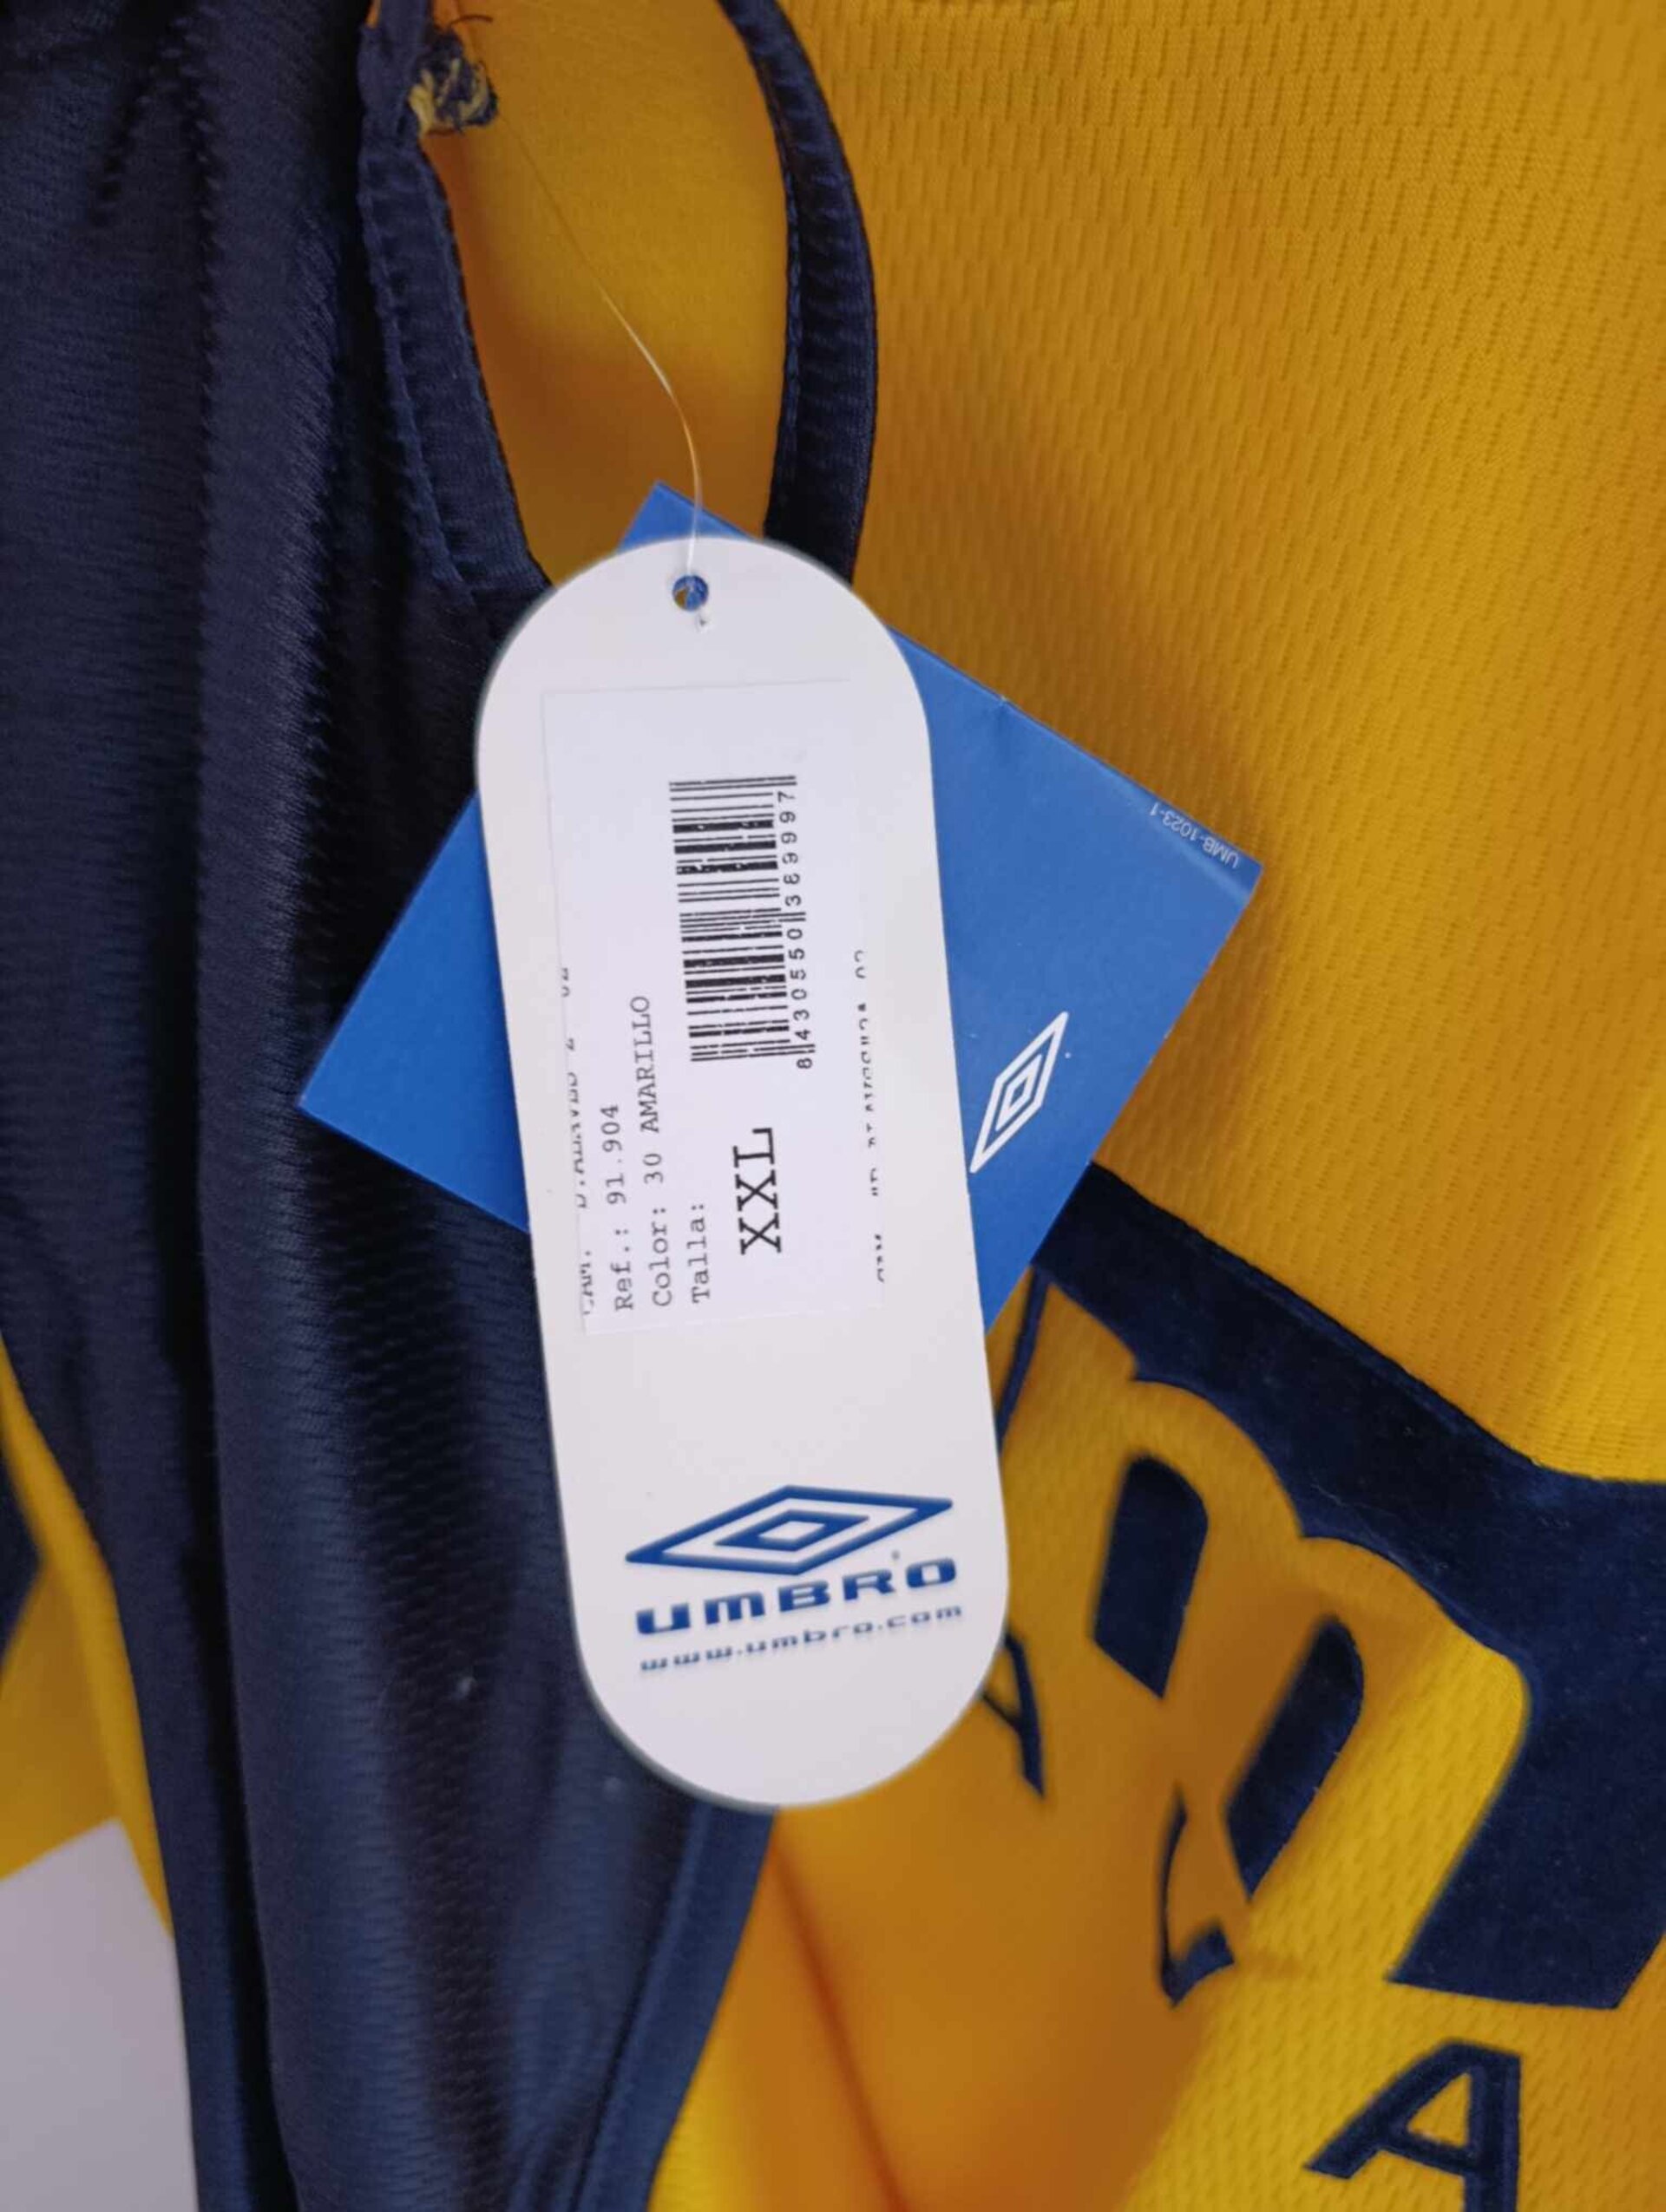 Ref.: 91.904
Color: 30 AMARILLO
Talla:
XXL
8430550369997
UMBRO
www.umbro.com
UMB-1023-1
A